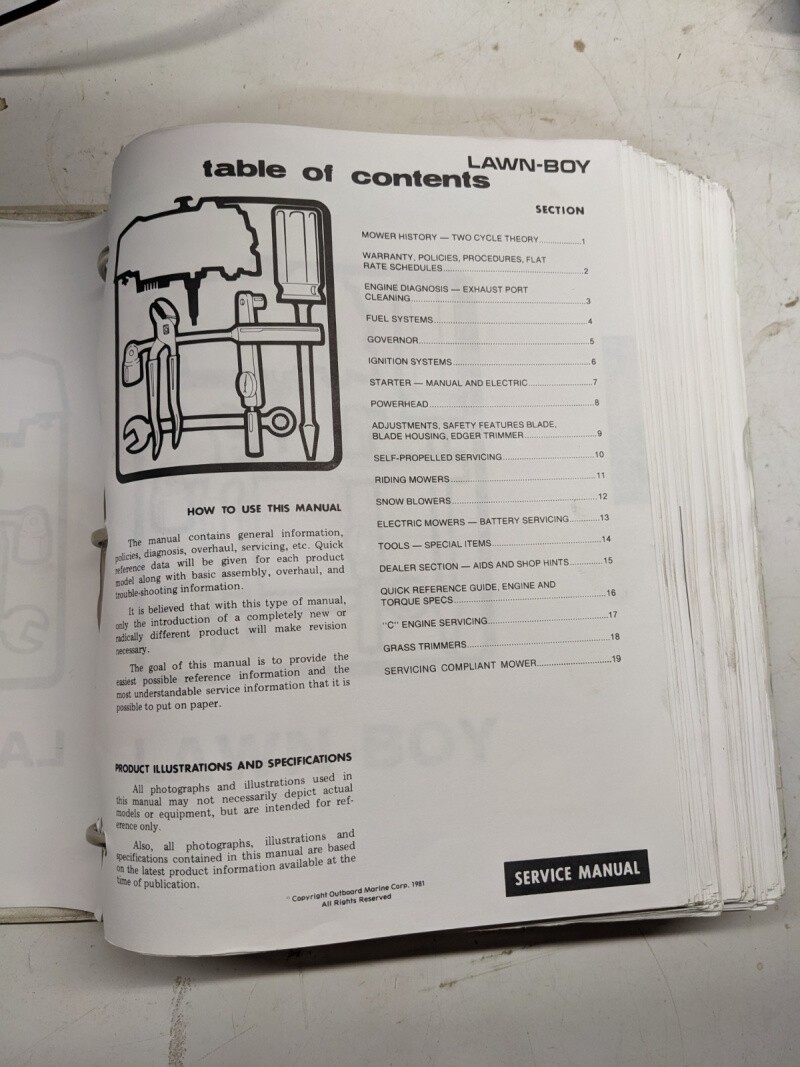 LAWN-BOY
table of contents
SECTION
MOWER HISTORY — TWO CYCLE THEORY..............1
WARRANTY, POLICIES, PROCEDURES, FLAT
RATE SCHEDULES.............................................2
ENGINE DIAGNOSIS — EXHAUST PORT
CLEANING........................................................3
FUEL SYSTEMS..................................................4
GOVERNOR.......................................................5
IGNITION SYSTEMS............................................6
STARTER — MANUAL AND ELECTRIC.....................7
POWERHEAD.....................................................8
ADJUSTMENTS, SAFETY FEATURES BLADE,
BLADE HOUSING, EDGER TRIMMER........................9
SELF-PROPELLED SERVICING................................10
RIDING MOWERS................................................11
SNOW BLOWERS.................................................12
ELECTRIC MOWERS — BATTERY SERVICING............13
TOOLS — SPECIAL ITEMS......................................14
DEALER SECTION — AIDS AND SHOP HINTS............15
QUICK REFERENCE GUIDE, ENGINE AND
TORQUE SPECS...................................................16
"C" ENGINE SERVICING.........................................17
GRASS TRIMMERS................................................18
SERVICING COMPLIANT MOWER............................19
HOW TO USE THIS MANUAL
The manual contains general information,
policies, diagnosis, overhaul, servicing, etc. Quick
reference data will be given for each product
model along with basic assembly, overhaul, and
trouble-shooting information.
It is believed that with this type of manual,
only the introduction of a completely new or
radically different product will make revision
necessary.
The goal of this manual is to provide the
easiest possible reference information and the
most understandable service information that it is
possible to put on paper.
PRODUCT ILLUSTRATIONS AND SPECIFICATIONS
All photographs and illustrations used in
this manual may not necessarily depict actual
models or equipment, but are intended for ref-
erence only.
Also, all photographs, illustrations and
specifications contained in this manual are based
on the latest product information available at the
time of publication.
© Copyright Outboard Marine Corp. 1981
All Rights Reserved
SERVICE MANUAL